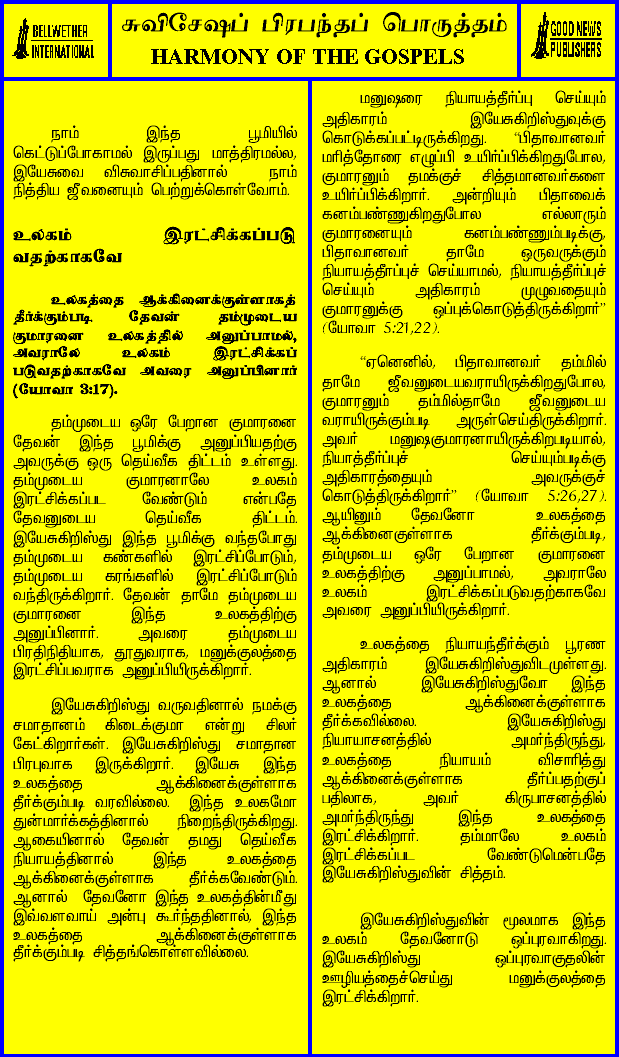 BELLWETHER
INTERNATIONAL
சுவிசேஷப் பிரபந்தப் பொருத்தம்
HARMONY OF THE GOSPELS
GOOD NEWS
PUBLISHERS
நாம் இந்த பூமியில்
கெட்டுப்போகாமல் இருப்பது மாத்திரமல்ல,
இயேசுவை விசுவாசிப்பதினால் நாம்
நித்திய ஜீவனையும் பெற்றுக்கொள்வோம்.
உலகம் இரட்சிக்கப்படு
வதற்காகவே
உலகத்தை ஆக்கினைக்குள்ளாகத்
தீர்க்கும்படி தேவன் தம்முடைய
குமாரனை உலகத்தில் அனுப்பாமல்,
அவராலே உலகம் இரட்சிக்கப்
படுவதற்காகவே அவரை அனுப்பினார்
(யோவா 3:17).
தம்முடைய ஒரே பேறான குமாரனை
தேவன் இந்த பூமிக்கு அனுப்பியதற்கு
அவருக்கு ஒரு தெய்வீக திட்டம் உள்ளது.
தம்முடைய குமாரனாலே உலகம்
இரட்சிக்கப்பட வேண்டும் என்பதே
தேவனுடைய தெய்வீக திட்டம்.
இயேசுகிறிஸ்து இந்த பூமிக்கு வந்தபோது
தம்முடைய கண்களில் இரட்சிப்போடும்,
தம்முடைய கரங்களில் இரட்சிப்போடும்
வந்திருக்கிறார். தேவன் தாமே தம்முடைய
குமாரனை இந்த உலகத்திற்கு
அனுப்பினார். அவரை தம்முடைய
பிரதிநிதியாக, தூதுவராக, மனுக்குலத்தை
இரட்சிப்பவராக அனுப்பியிருக்கிறார்.
இயேசுகிறிஸ்து வருவதினால் நமக்கு
சமாதானம் கிடைக்குமா என்று சிலர்
கேட்கிறார்கள். இயேசுகிறிஸ்து சமாதான
பிரபுவாக இருக்கிறார். இயேசு இந்த
உலகத்தை ஆக்கினைக்குள்ளாக
தீர்க்கும்படி வரவில்லை. இந்த உலகமோ
துன்மார்க்கத்தினால் நிறைந்திருக்கிறது.
ஆகையினால் தேவன் தமது தெய்வீக
நியாயத்தினால் இந்த உலகத்தை
ஆக்கினைக்குள்ளாக தீர்க்கவேண்டும்.
ஆனால் தேவனோ இந்த உலகத்தின்மீது
இவ்வளவாய் அன்பு கூர்ந்ததினால், இந்த
உலகத்தை ஆக்கினைக்குள்ளாக
தீர்க்கும்படி சித்தங்கொள்ளவில்லை.
மனுஷரை நியாயத்தீர்ப்பு செய்யும்
அதிகாரம் இயேசுகிறிஸ்துவுக்கு
கொடுக்கப்பட்டிருக்கிறது. “பிதாவானவர்
மரித்தோரை எழுப்பி உயிர்ப்பிக்கிறதுபோல,
குமாரனும் தமக்குச் சித்தமானவர்களை
உயிர்ப்பிக்கிறார். அன்றியும் பிதாவைக்
கனம்பண்ணுகிறதுபோல எல்லாரும்
குமாரனையும் கனம்பண்ணும்படிக்கு,
பிதாவானவர் தாமே ஒருவருக்கும்
நியாயத்தீர்ப்புச் செய்யாமல், நியாயத்தீர்ப்புச்
செய்யும் அதிகாரம் முழுவதையும்
குமாரனுக்கு ஒப்புக்கொடுத்திருக்கிறார்”
(யோவா 5:21,22).
“ஏனெனில், பிதாவானவர் தம்மில்
தாமே ஜீவனுடையவராயிருக்கிறதுபோல,
குமாரனும் தம்மில்தாமே ஜீவனுடைய
வராயிருக்கும்படி அருள்செய்திருக்கிறார்.
அவர் மனுஷகுமாரனாயிருக்கிறபடியால்,
நியாத்தீர்ப்புச் செய்யும்படிக்கு
அதிகாரத்தையும் அவருக்குச்
கொடுத்திருக்கிறார்” (யோவா 5:26,27).
ஆயினும் தேவனோ உலகத்தை
ஆக்கினைகுள்ளாக தீர்க்கும்படி,
தம்முடைய ஒரே பேறான குமாரனை
உலகத்திற்கு அனுப்பாமல், அவராலே
உலகம் இரட்சிக்கப்படுவதற்காகவே
அவரை அனுப்பியிருக்கிறார்.
உலகத்தை நியாயந்தீர்க்கும் பூரண
அதிகாரம் இயேசுகிறிஸ்துவிடமுள்ளது.
ஆனால் இயேசுகிறிஸ்துவோ இந்த
உலகத்தை ஆக்கினைக்குள்ளாக
தீர்க்கவில்லை. இயேசுகிறிஸ்து
நியாயாசனத்தில் அமர்ந்திருந்து,
உலகத்தை நியாயம் விசாரித்து
ஆக்கினைக்குள்ளாக தீர்ப்பதற்குப்
பதிலாக, அவர் கிருபாசனத்தில்
அமர்ந்திருந்து இந்த உலகத்தை
இரட்சிக்கிறார். தம்மாலே உலகம்
இரட்சிக்கப்பட வேண்டுமென்பதே
இயேசுகிறிஸ்துவின் சித்தம்.
இயேசுகிறிஸ்துவின் மூலமாக இந்த
உலகம் தேவனோடு ஒப்புரவாகிறது.
இயேசுகிறிஸ்து ஒப்புரவாகுதலின்
ஊழியத்தைச்செய்து மனுக்குலத்தை
இரட்சிக்கிறார்.